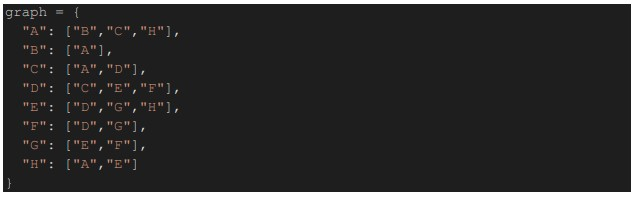 graph = {
"A": ["B","C","H"],
"B": ["A"],
"C": ["A","D"],
"D": ["C","E","F"],
"E": ["D","G","H"],
"F": ["D","G"],
"G": ["E","F"],
"H": ["A","E"]
}